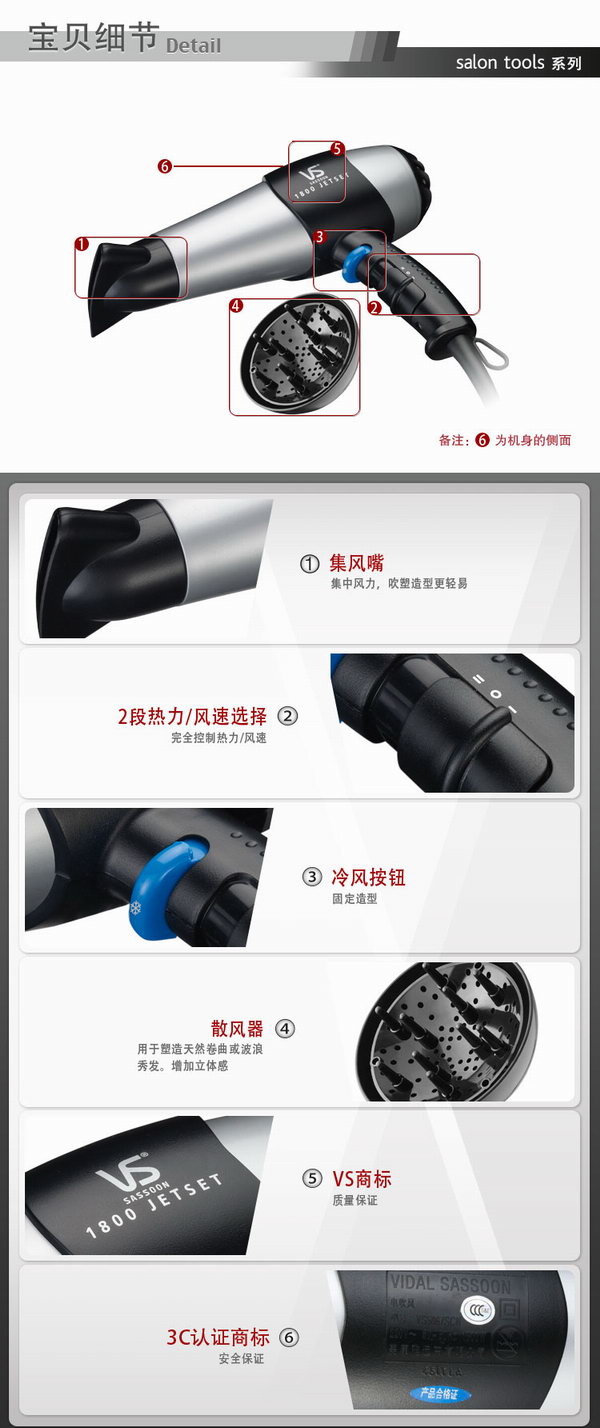 宝贝细节 Detail
salon tools 系列
6
5
VS
SASSOON
1800 JETSET
1
3
2
4
备注：6 为机身的侧面
1 集风嘴
集中风力，吹塑造型更轻易
2段热力/风速选择 2
完全控制热力/风速
3 冷风按钮
固定造型
散风器 4
用于塑造天然卷曲或波浪
秀发。增加立体感
VS®
SASSOON
1800 JETSET
5 VS商标
质量保证
VIDAL SASSOON
电吹风
CCC
3C认证商标 6
安全保证
产品合格证